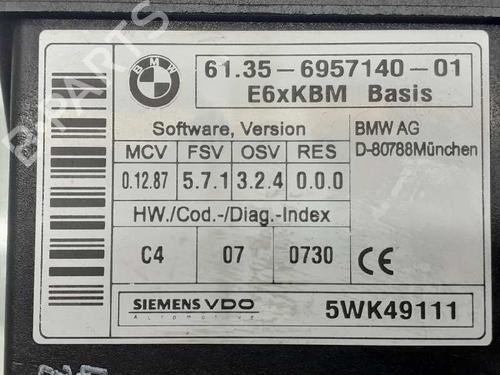 BMW
61.35 - 6957140 - 01
E6xKBM Basis
Software, Version
MCV FSV OSV RES
0.12.87 5.7.1 3.2.4 0.0.0
HW./Cod.-/Diag.-Index
C4 07 0730
BMW AG
D-80788München
CE
SIEMENS VDO
Automotive
5WK49111
B-PARTS